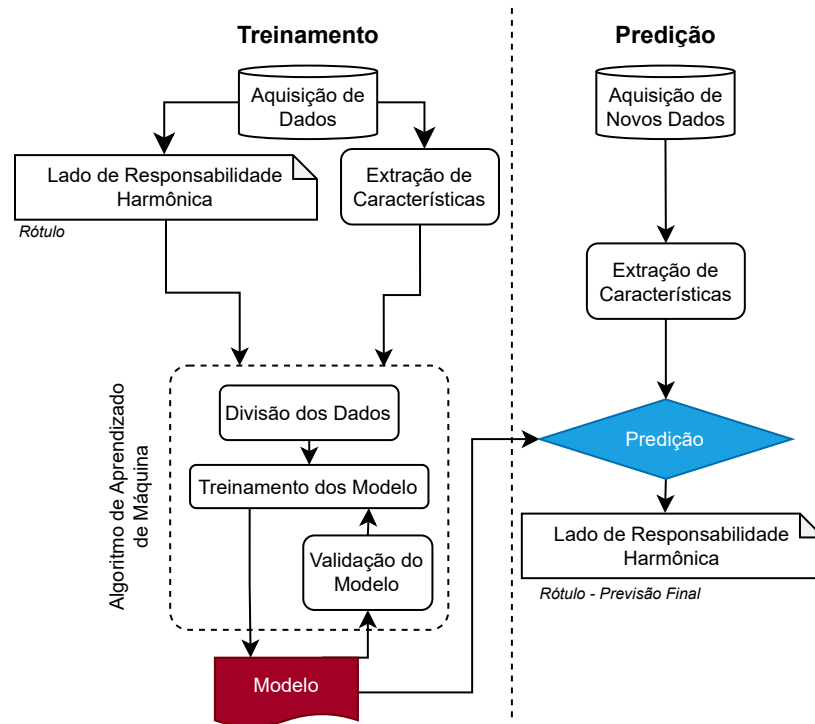 Treinamento
Aquisição de
Dados
Lado de Responsabilidade
Harmônica
Rótulo
Extração de
Características
Algoritmo de Aprendizado
de Máquina
Divisão dos Dados
Treinamento dos Modelo
Validação do
Modelo
Modelo
Predição
Aquisição de
Novos Dados
Extração de
Características
Predição
Lado de Responsabilidade
Harmônica
Rótulo - Previsão Final